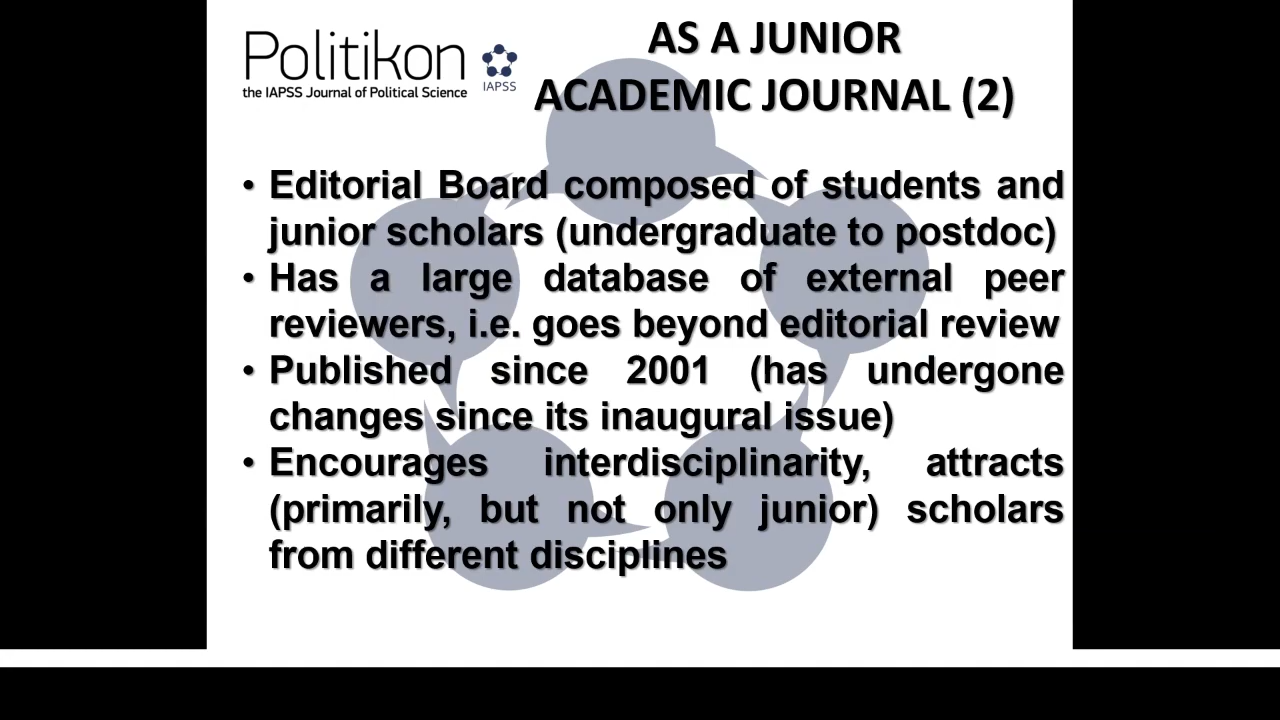 Politikon
the IAPSS Journal of Political Science
IAPSS
AS A JUNIOR
ACADEMIC JOURNAL (2)
• Editorial Board composed of students and
junior scholars (undergraduate to postdoc)
• Has a large database of external peer
reviewers, i.e. goes beyond editorial review
• Published since 2001 (has undergone
changes since its inaugural issue)
• Encourages interdisciplinarity, attracts
(primarily, but not only junior) scholars
from different disciplines